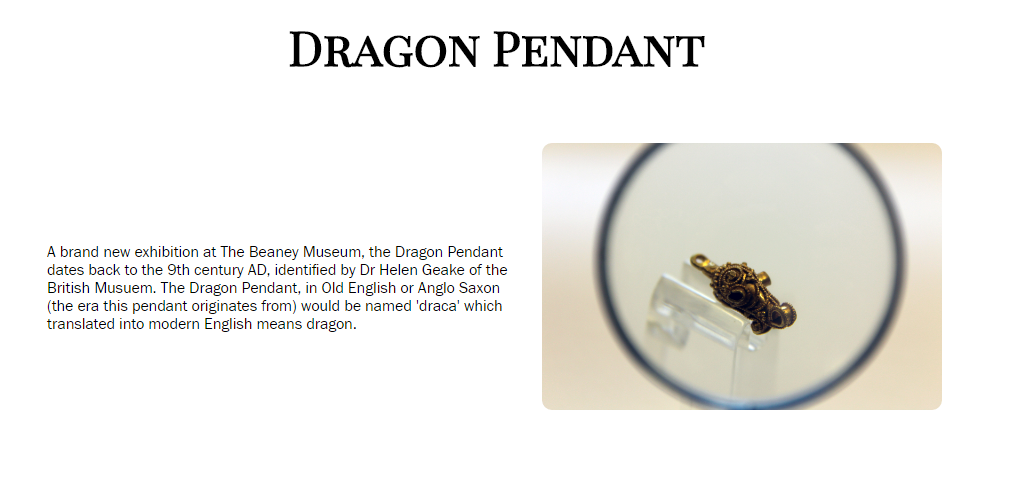 DRAGON PENDANT
A brand new exhibition at The Beaney Museum, the Dragon Pendant
dates back to the 9th century AD, identified by Dr Helen Geake of the
British Musuem. The Dragon Pendant, in Old English or Anglo Saxon
(the era this pendant originates from) would be named 'draca' which
translated into modern English means dragon.